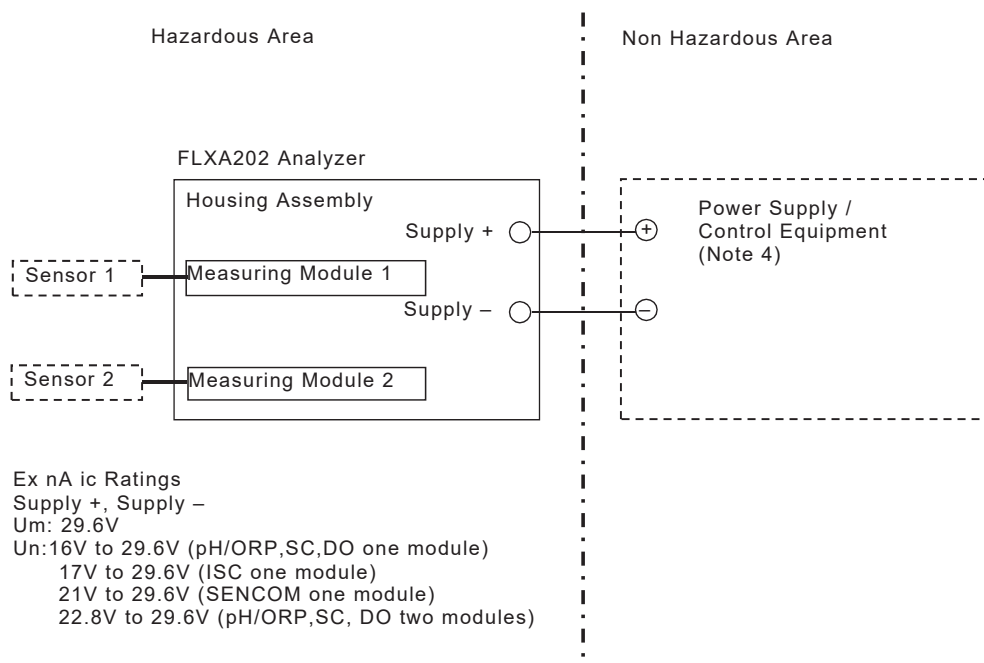 Hazardous Area
Non Hazardous Area
FLXA202 Analyzer
Housing Assembly
Supply +
+
Power Supply /
Control Equipment
(Note 4)
Sensor 1
Measuring Module 1
Supply –
–
Sensor 2
Measuring Module 2
Ex nA ic Ratings
Supply +, Supply –
Um: 29.6V
Un:16V to 29.6V (pH/ORP,SC,DO one module)
17V to 29.6V (ISC one module)
21V to 29.6V (SENCOM one module)
22.8V to 29.6V (pH/ORP,SC, DO two modules)